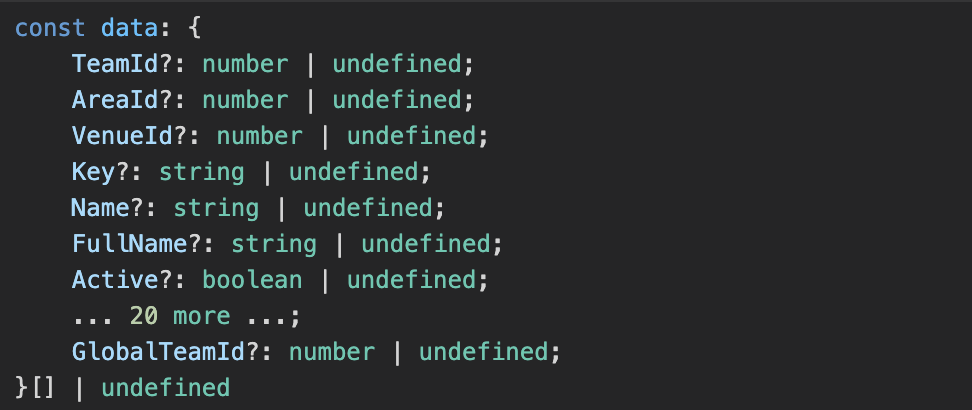 const data: {
    TeamId?: number | undefined;
    AreaId?: number | undefined;
    VenueId?: number | undefined;
    Key?: string | undefined;
    Name?: string | undefined;
    FullName?: string | undefined;
    Active?: boolean | undefined;
    ... 20 more ...;
    GlobalTeamId?: number | undefined;
}[] | undefined